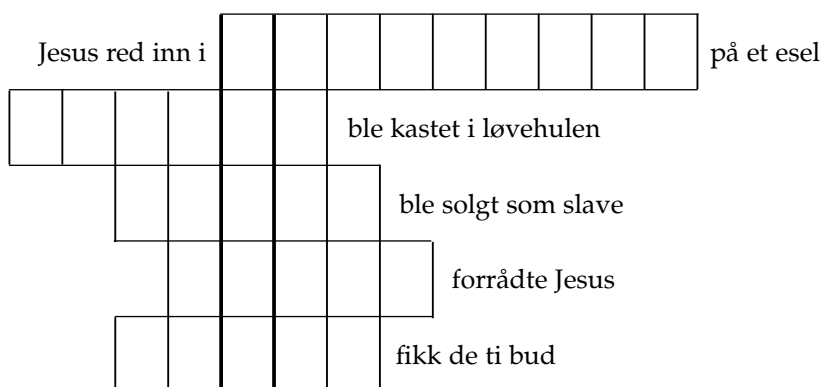 Jesus red inn i på et esel
ble kastet i løvehulen
ble solgt som slave
forrådte Jesus
fikk de ti bud